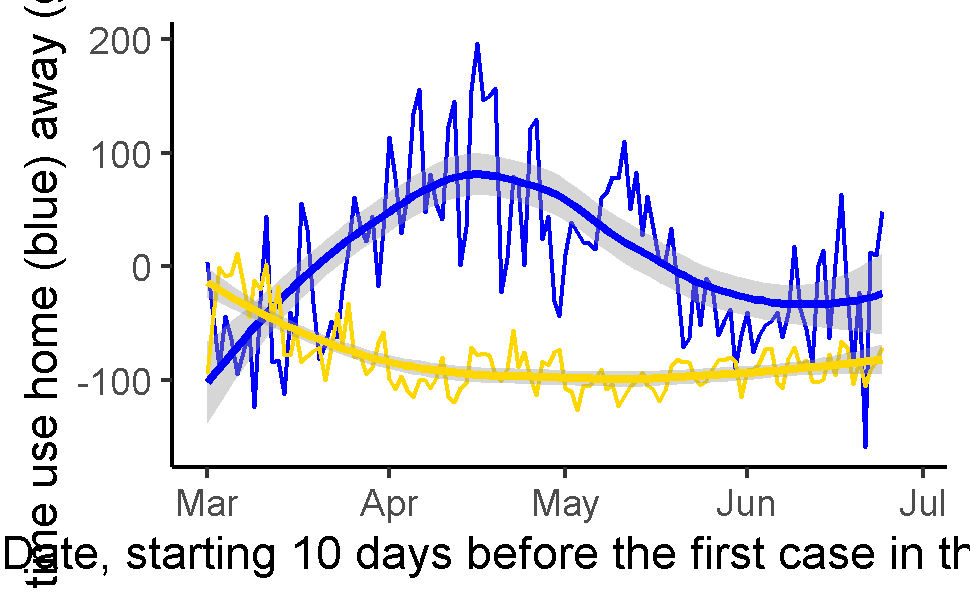 time use home (blue) away (
200
100
0
-100
Mar Apr May Jun Jul
Date, starting 10 days before the first case in th